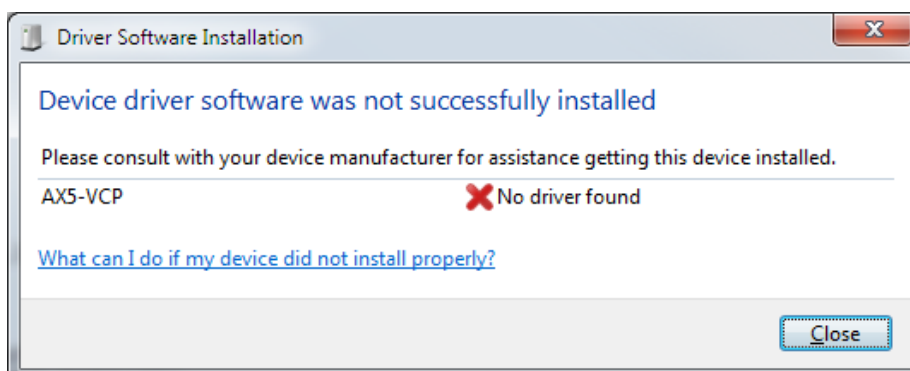 Driver Software Installation
Device driver software was not successfully installed
Please consult with your device manufacturer for assistance getting this device installed.
AX5-VCP No driver found
What can I do if my device did not install properly?
Close